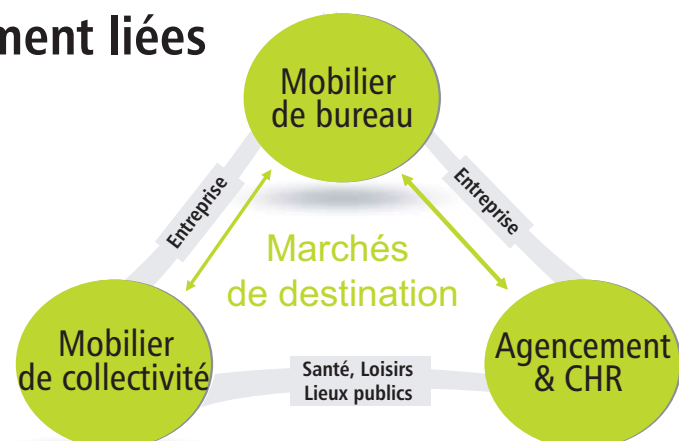 ment liées
Mobilier
de bureau
Entreprise
Entreprise
Marchés
de destination
Mobilier
de collectivité
Santé, Loisirs
Lieux publics
Agencement
& CHR